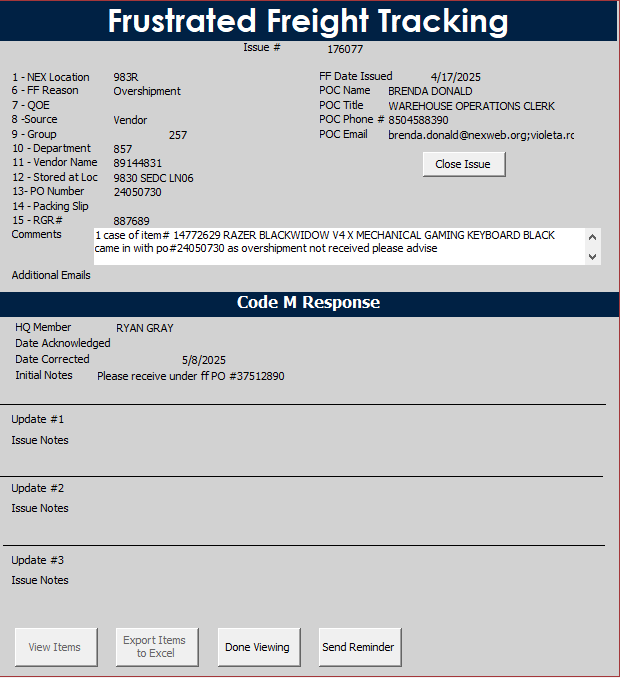 Frustrated Freight Tracking
Issue # 176077
1 - NEX Location 983R FF Date Issued 4/17/2025
6 - FF Reason Overshipment POC Name BRENDA DONALD
7 - QOE POC Title WAREHOUSE OPERATIONS CLERK
8 -Source Vendor POC Phone # 8504588390
9 - Group 257 POC Email brenda.donald@nexweb.org;violeta.rc
10 - Department 857
11 - Vendor Name 89144831 Close Issue
12 - Stored at Loc 9830 SEDC LN06
13- PO Number 24050730
14 - Packing Slip
15 - RGR# 887689
Comments 1 case of item# 14772629 RAZER BLACKWIDOW V4 X MECHANICAL GAMING KEYBOARD BLACK
came in with po#24050730 as overshipment not received please advise
Additional Emails
Code M Response
HQ Member RYAN GRAY
Date Acknowledged
Date Corrected 5/8/2025
Initial Notes Please receive under ff PO #37512890
Update #1
Issue Notes
Update #2
Issue Notes
Update #3
Issue Notes
View Items Export Items to Excel Done Viewing Send Reminder